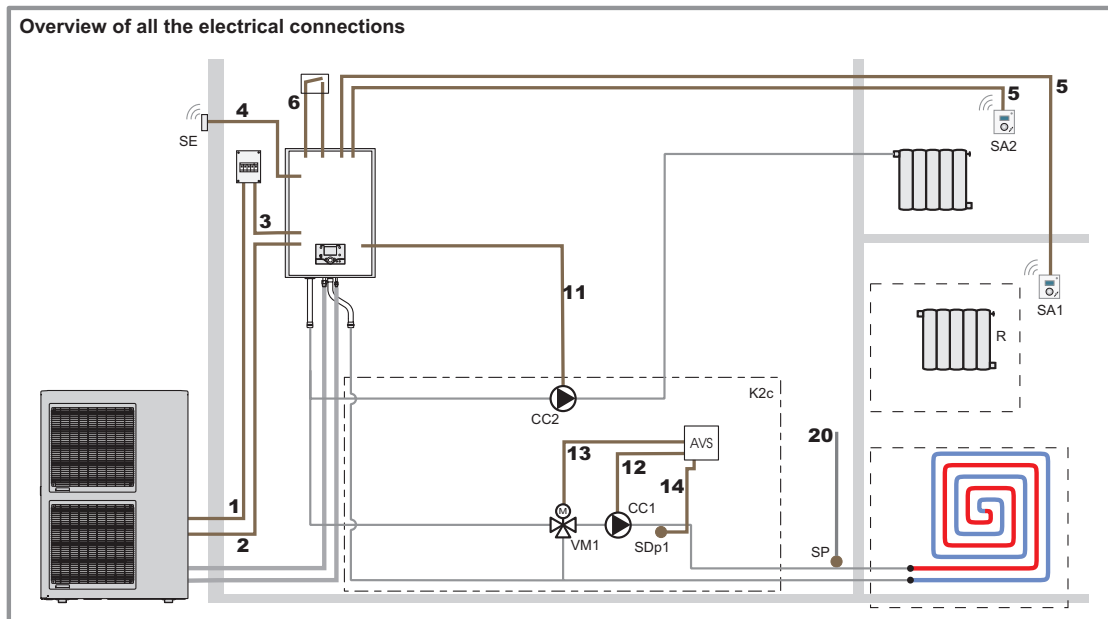 Overview of all the electrical connections
6
5
5
4
SE
SA2
3
11
SA1
R
K2c
CC2
20
AVS
13
12
14
1
M
CC1
2
VM1
SDp1
SP